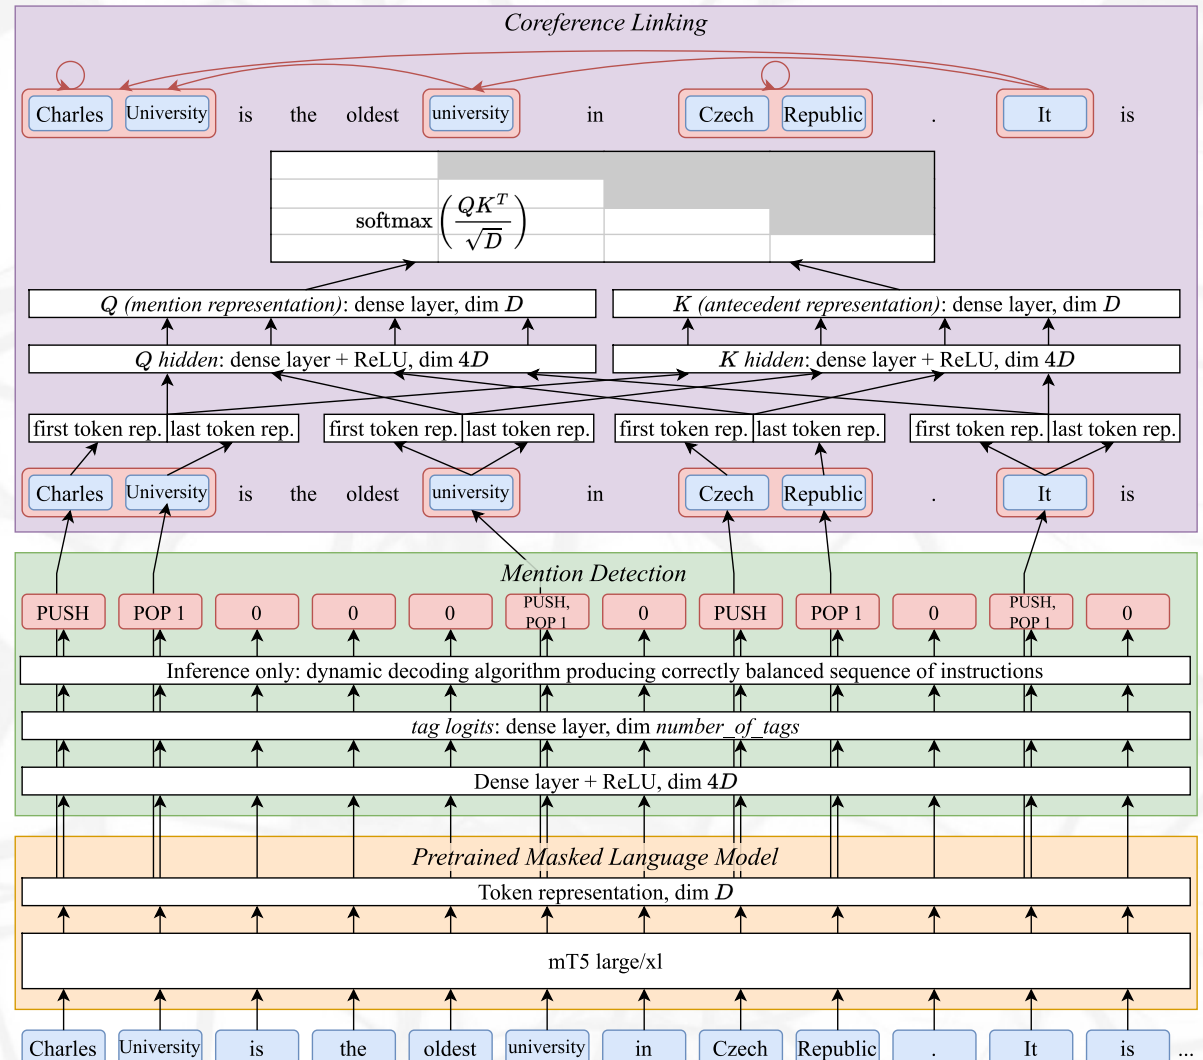 Coreference Linking
Charles University is the oldest university in Czech Republic . It is
softmax(QK^T/√D)
Q (mention representation): dense layer, dim D K (antecedent representation): dense layer, dim D
Q hidden: dense layer + ReLU, dim 4D K hidden: dense layer + ReLU, dim 4D
first token rep. last token rep. first token rep. last token rep. first token rep. last token rep. first token rep. last token rep.
Charles University is the oldest university in Czech Republic . It is
Mention Detection
PUSH POP 1 0 0 0 PUSH, POP 1 0 PUSH POP 1 0 PUSH, POP 1 0
Inference only: dynamic decoding algorithm producing correctly balanced sequence of instructions
tag logits: dense layer, dim number_of_tags
Dense layer + ReLU, dim 4D
Pretrained Masked Language Model
Token representation, dim D
mT5 large/xl
Charles University is the oldest university in Czech Republic . It is ...